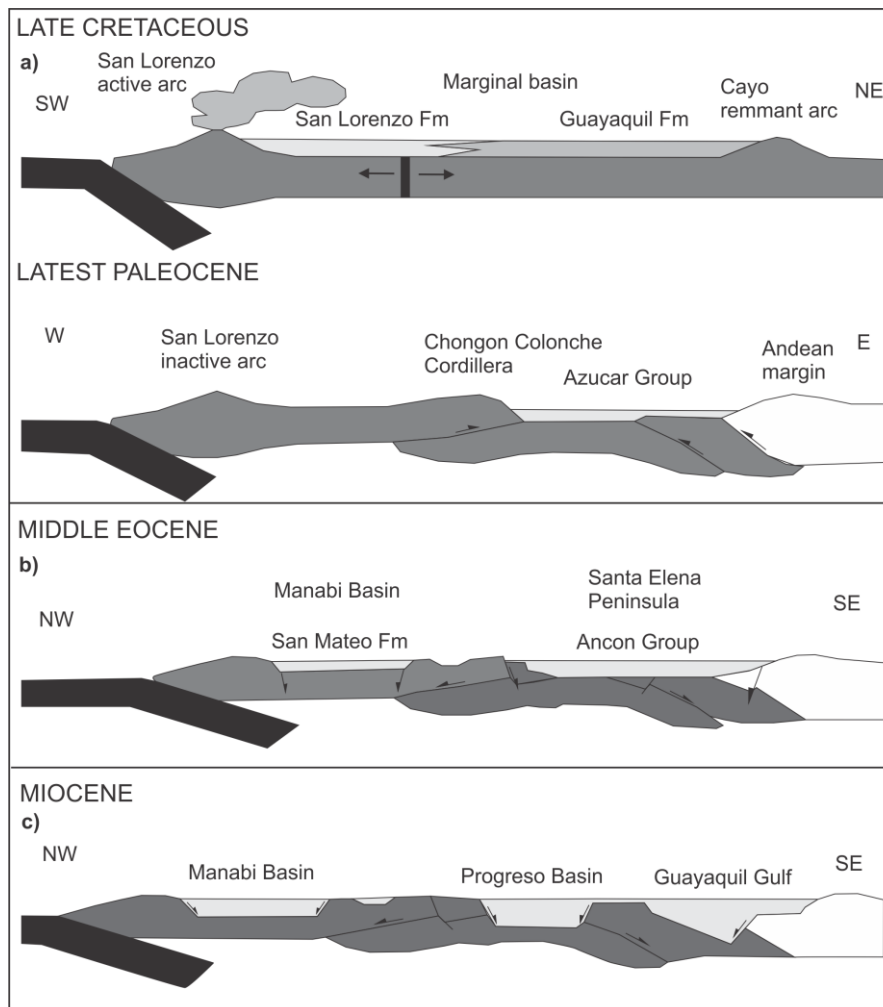 LATE CRETACEOUS
a)
San Lorenzo
active arc
SW
Marginal basin
Cayo
remmant arc
NE
San Lorenzo Fm
Guayaquil Fm
LATEST PALEOCENE
W
San Lorenzo
inactive arc
Chongon Colonche
Cordillera
Azucar Group
Andean
margin
E
MIDDLE EOCENE
b)
NW
Manabi Basin
San Mateo Fm
Santa Elena
Peninsula
Ancon Group
SE
MIOCENE
c)
NW
Manabi Basin
Progreso Basin
Guayaquil Gulf
SE